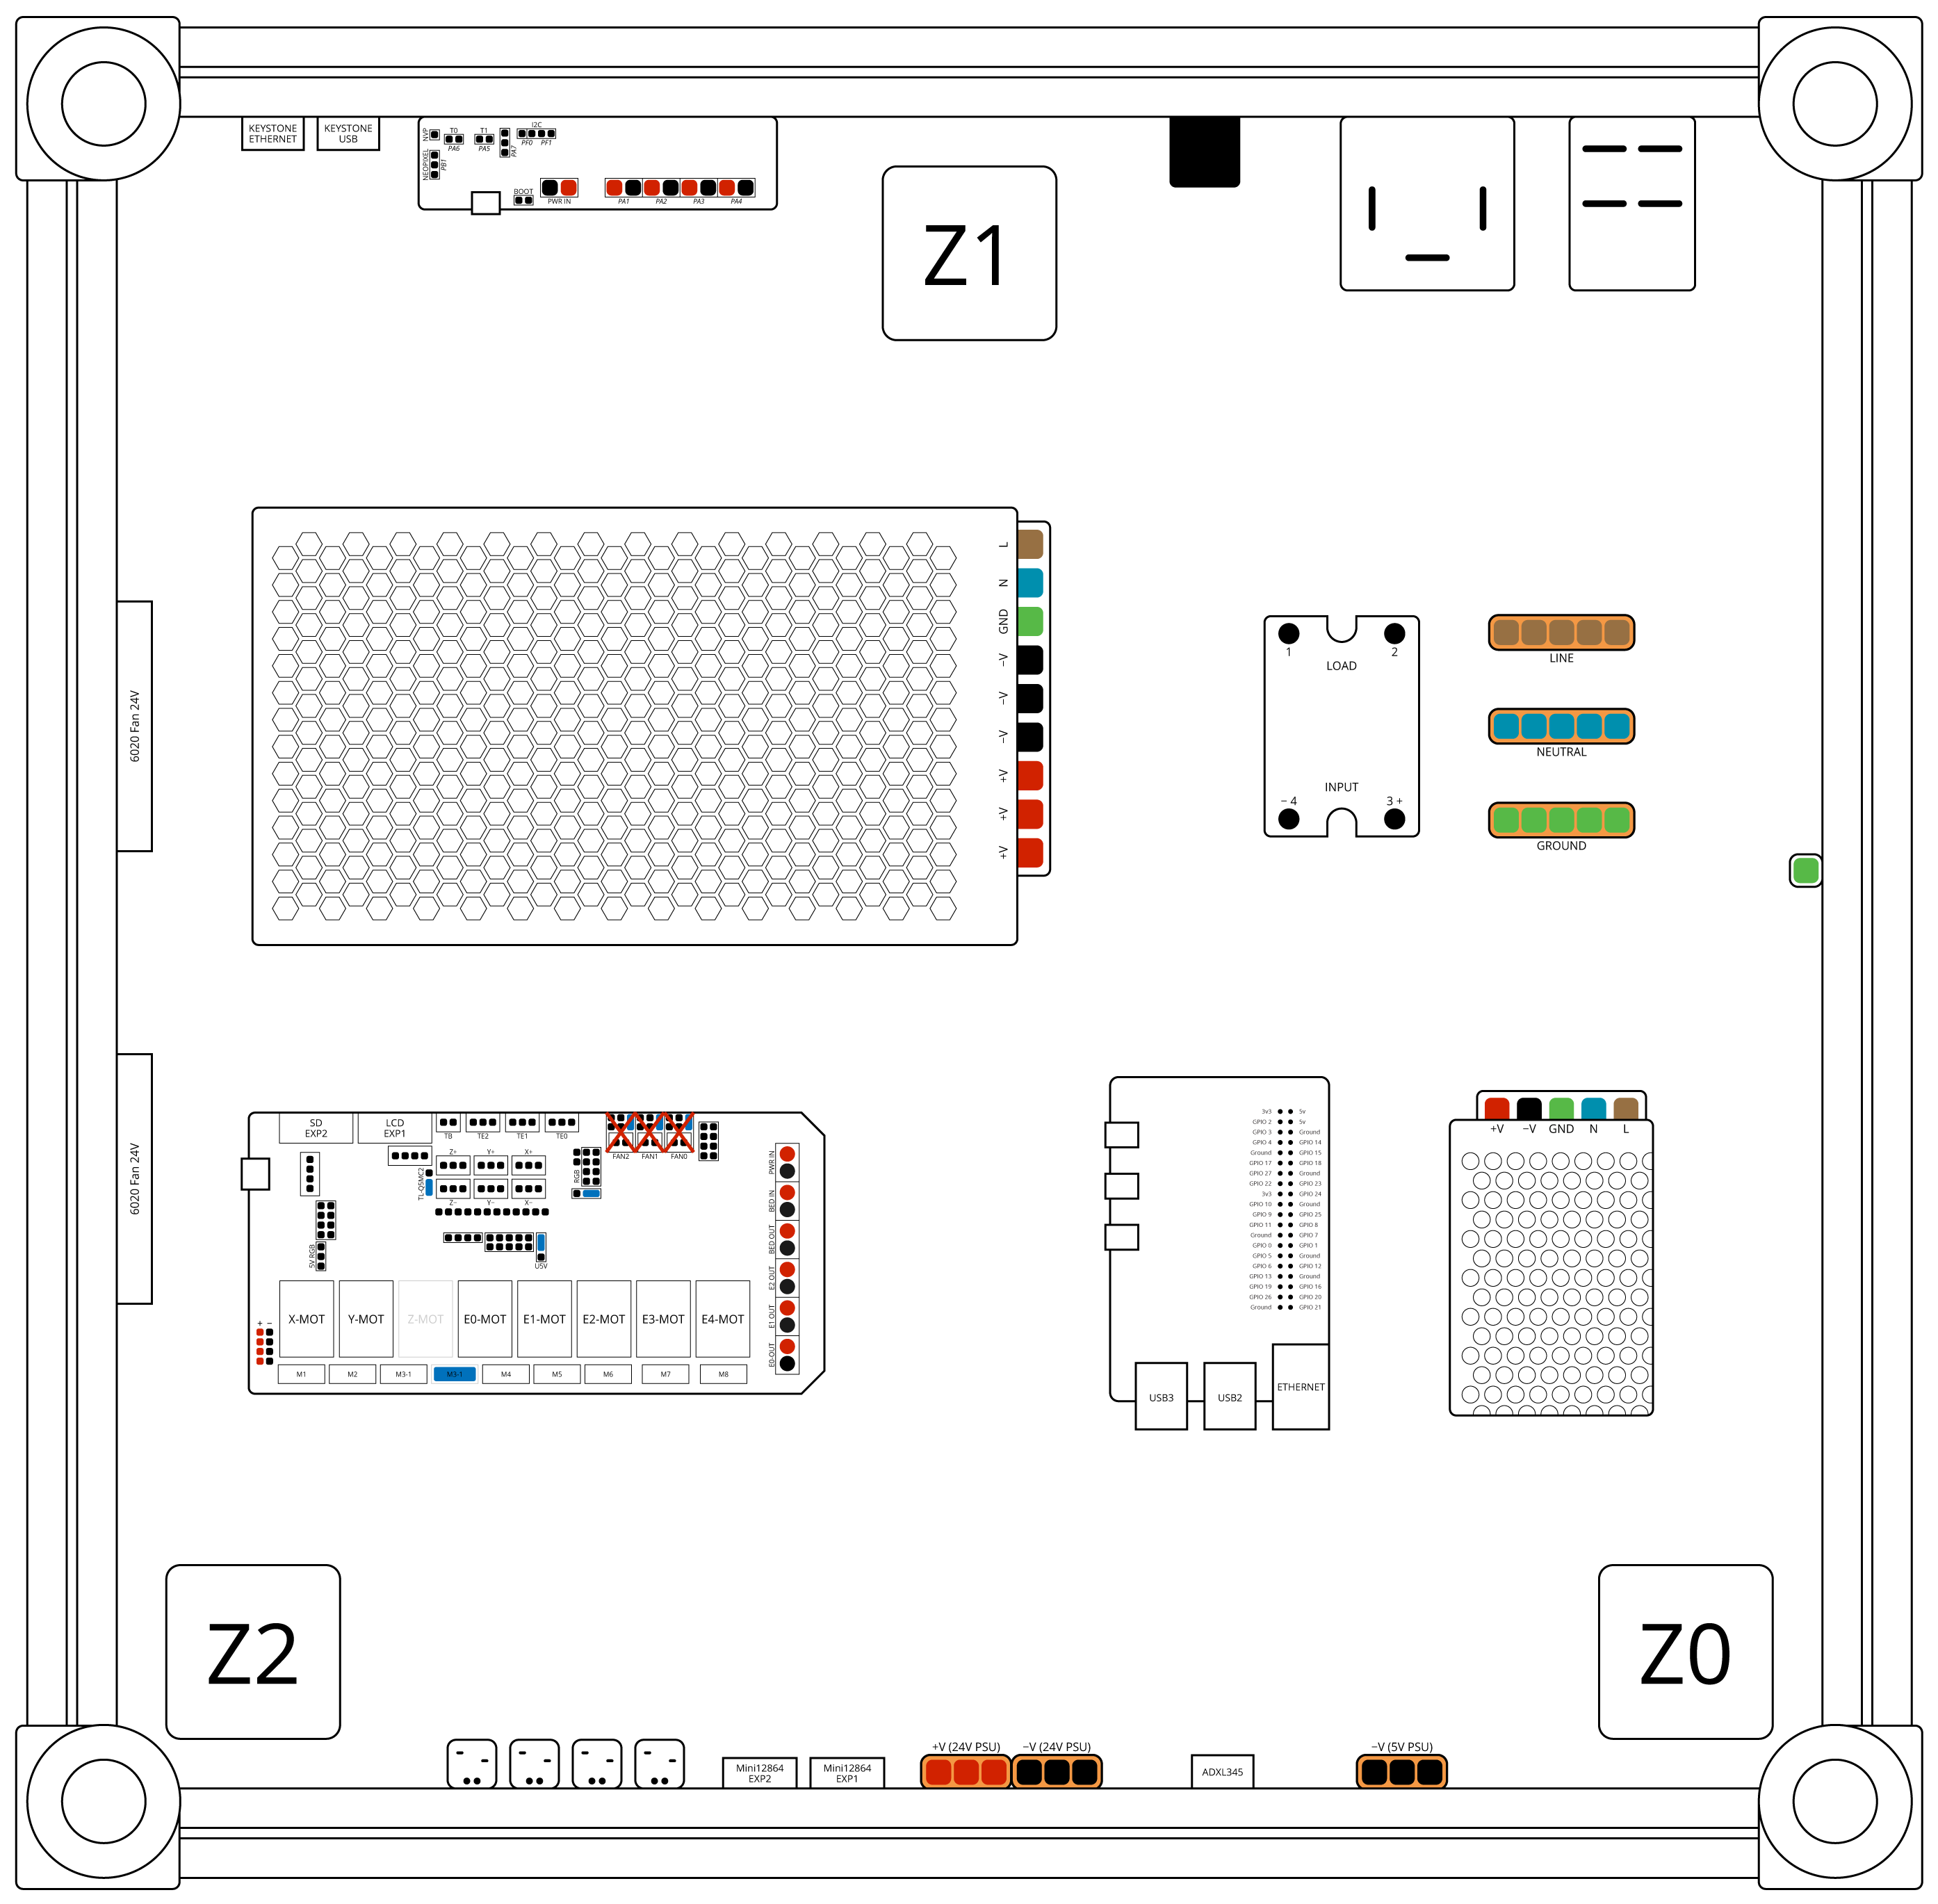 KEYSTONE
ETHERNET
KEYSTONE
USB
NVP
T0
PA6
T1
PA5
PA7
I2C
PF0 PF1
NEOPIXEL
PB1
BOOT
PWR IN
PA1
PA2
PA3
PA4
Z1
L
N
GND
−V
−V
−V
+V
+V
+V
6020 Fan 24V
1
2
LOAD
INPUT
− 4
3 +
LINE
NEUTRAL
GROUND
6020 Fan 24V
SD
EXP2
LCD
EXP1
TB
TE2
TE1
TE0
FAN2
FAN1
FAN0
Z+
Y+
X+
TL-QSMC2
Z−
Y−
X−
RGB
5V RGB
U5V
PWR IN
BED IN
BED OUT
E2 OUT
E1 OUT
E0-OUT
X-MOT
Y-MOT
Z-MOT
E0-MOT
E1-MOT
E2-MOT
E3-MOT
E4-MOT
+ −
M1
M2
M3-1
M3-1
M4
M5
M6
M7
M8
3v3 5v
GPIO 2 5v
GPIO 3 Ground
GPIO 4 GPIO 14
Ground GPIO 15
GPIO 17 GPIO 18
GPIO 27 Ground
GPIO 22 GPIO 23
3v3 GPIO 24
GPIO 10 Ground
GPIO 9 GPIO 25
GPIO 11 GPIO 8
Ground GPIO 7
GPIO 0 GPIO 1
GPIO 5 Ground
GPIO 6 GPIO 12
GPIO 13 Ground
GPIO 19 GPIO 16
GPIO 26 GPIO 20
Ground GPIO 21
USB3
USB2
ETHERNET
+V −V GND N L
Z2
Z0
Mini12864
EXP2
Mini12864
EXP1
+V (24V PSU)
−V (24V PSU)
ADXL345
−V (5V PSU)